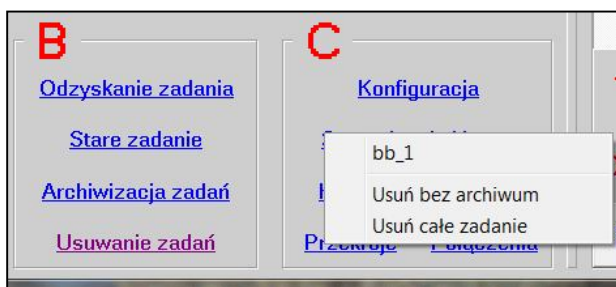 B
C
Odzyskanie zadania
Konfiguracja
Stare zadanie
Archiwizacja zadań
Usuwanie zadań
bb_1
Usuń bez archiwum
Usuń całe zadanie
Przekroje
Połączenia